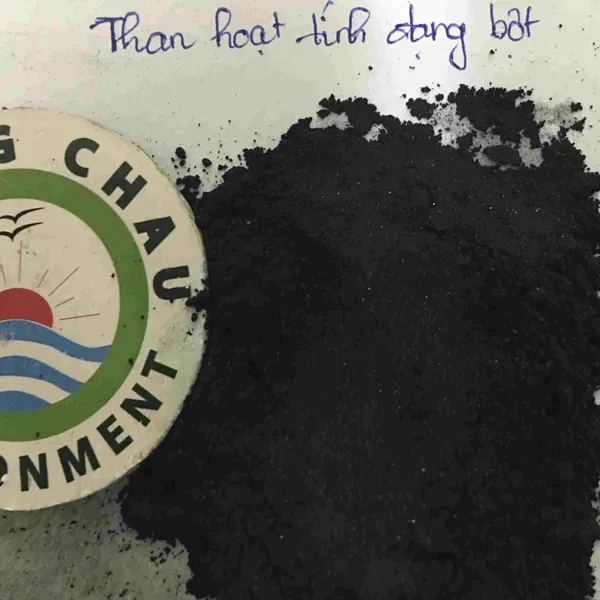 Than hoạt tính dạng bột
G CHAU
ONMENT